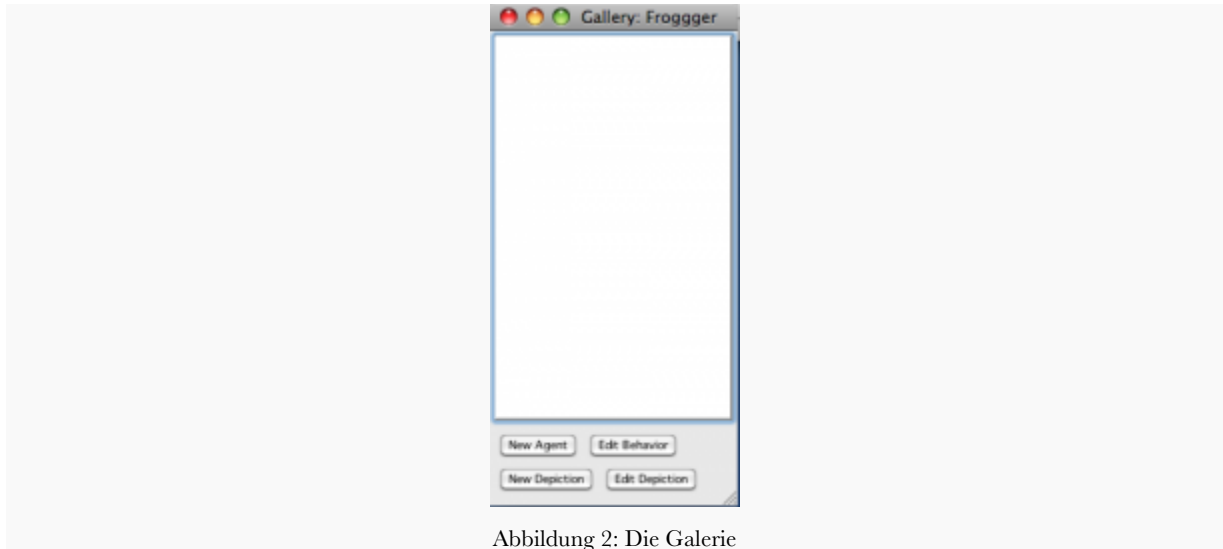 Gallery: Froggger
New Agent Edit Behavior
New Depiction Edit Depiction
Abbildung 2: Die Galerie